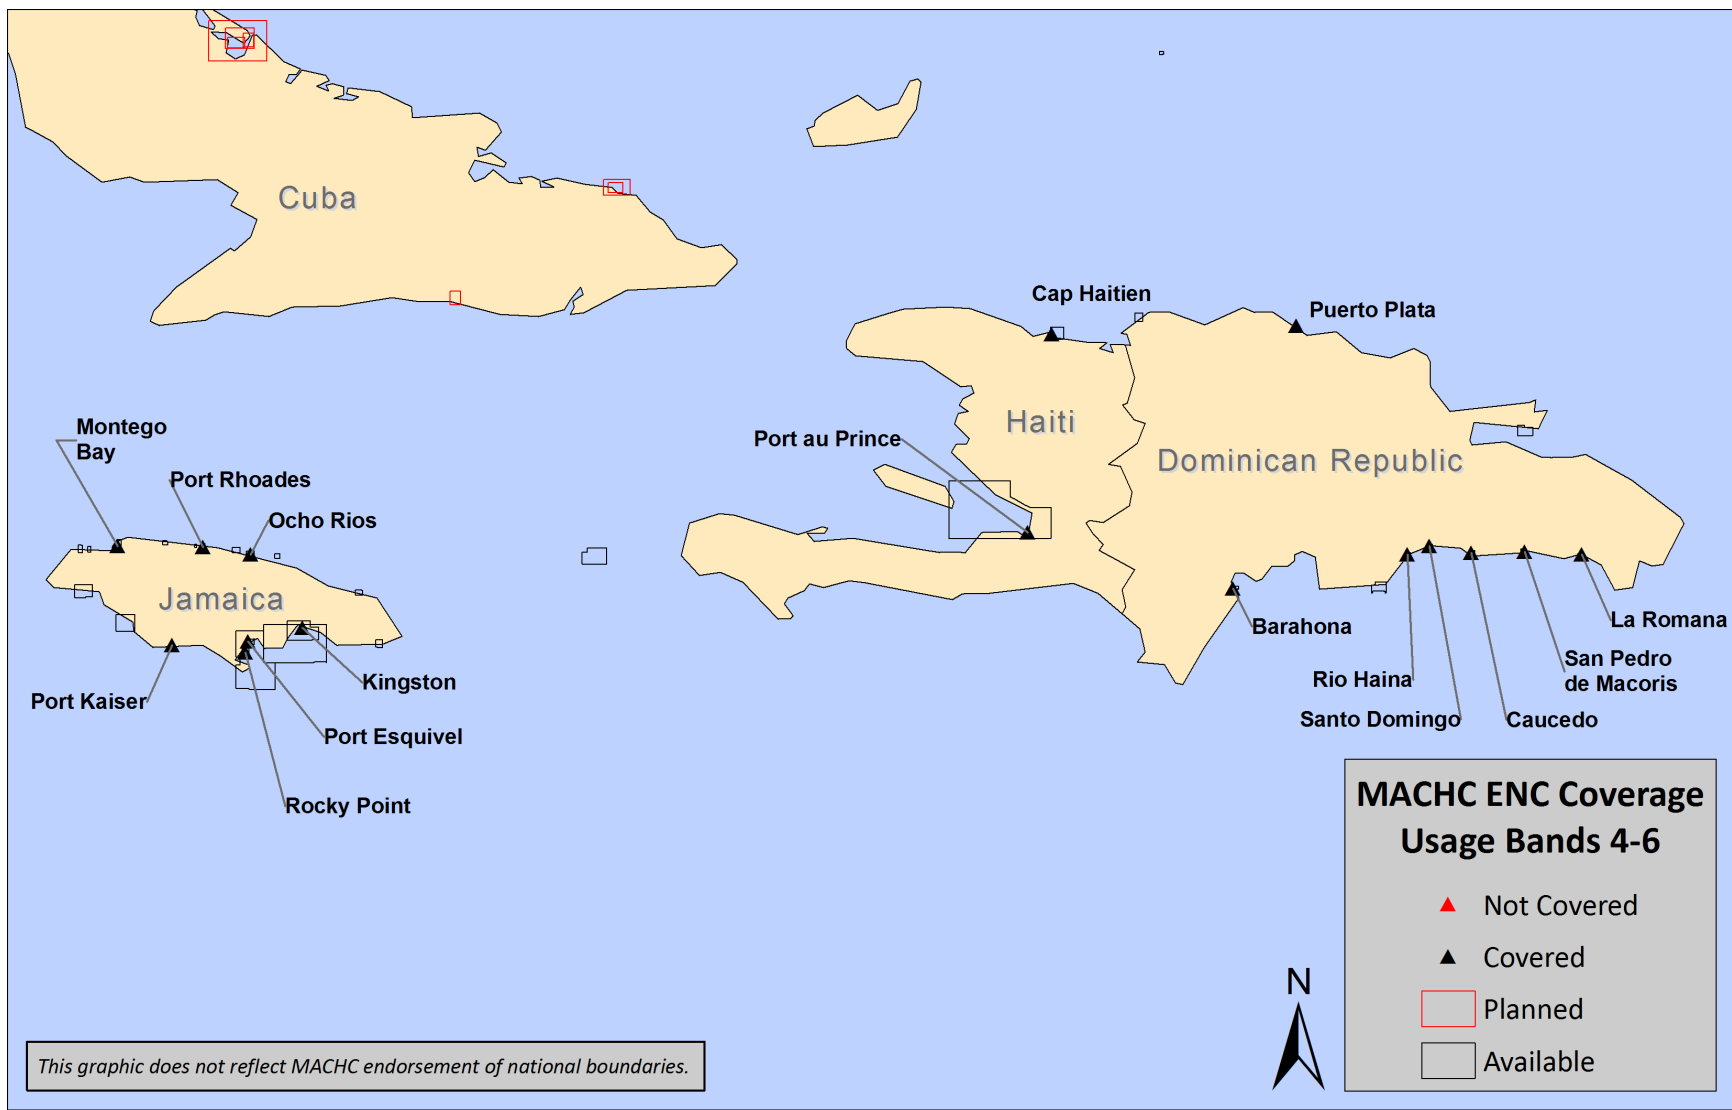 Cuba
Cap Haitien
Puerto Plata
Haiti
Montego
Bay
Port au Prince
Dominican Republic
Port Rhoades
Ocho Rios
Jamaica
La Romana
Barahona
San Pedro
de Macoris
Rio Haina
Kingston
Port Kaiser
Santo Domingo
Caucedo
Port Esquivel
Rocky Point
MACHC ENC Coverage
Usage Bands 4-6
Not Covered
Covered
Planned
Available
N
This graphic does not reflect MACHC endorsement of national boundaries.